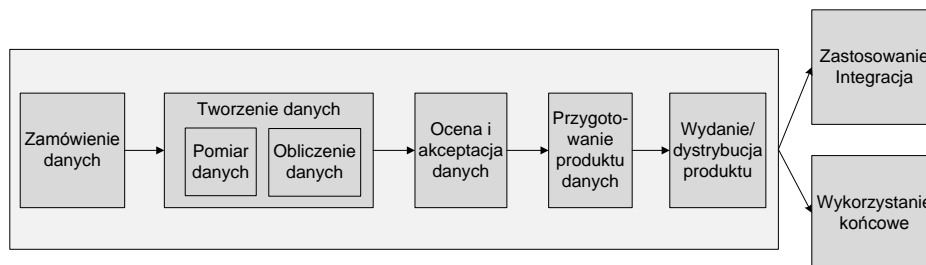 Zamówienie
danych
Tworzenie danych
Pomiar
danych
Obliczenie
danych
Ocena i
akceptacja
danych
Przygoto-
wanie
produktu
danych
Wydanie/
dystrybucja
produktu
Zastosowanie
Integracja
Wykorzystanie
końcowe